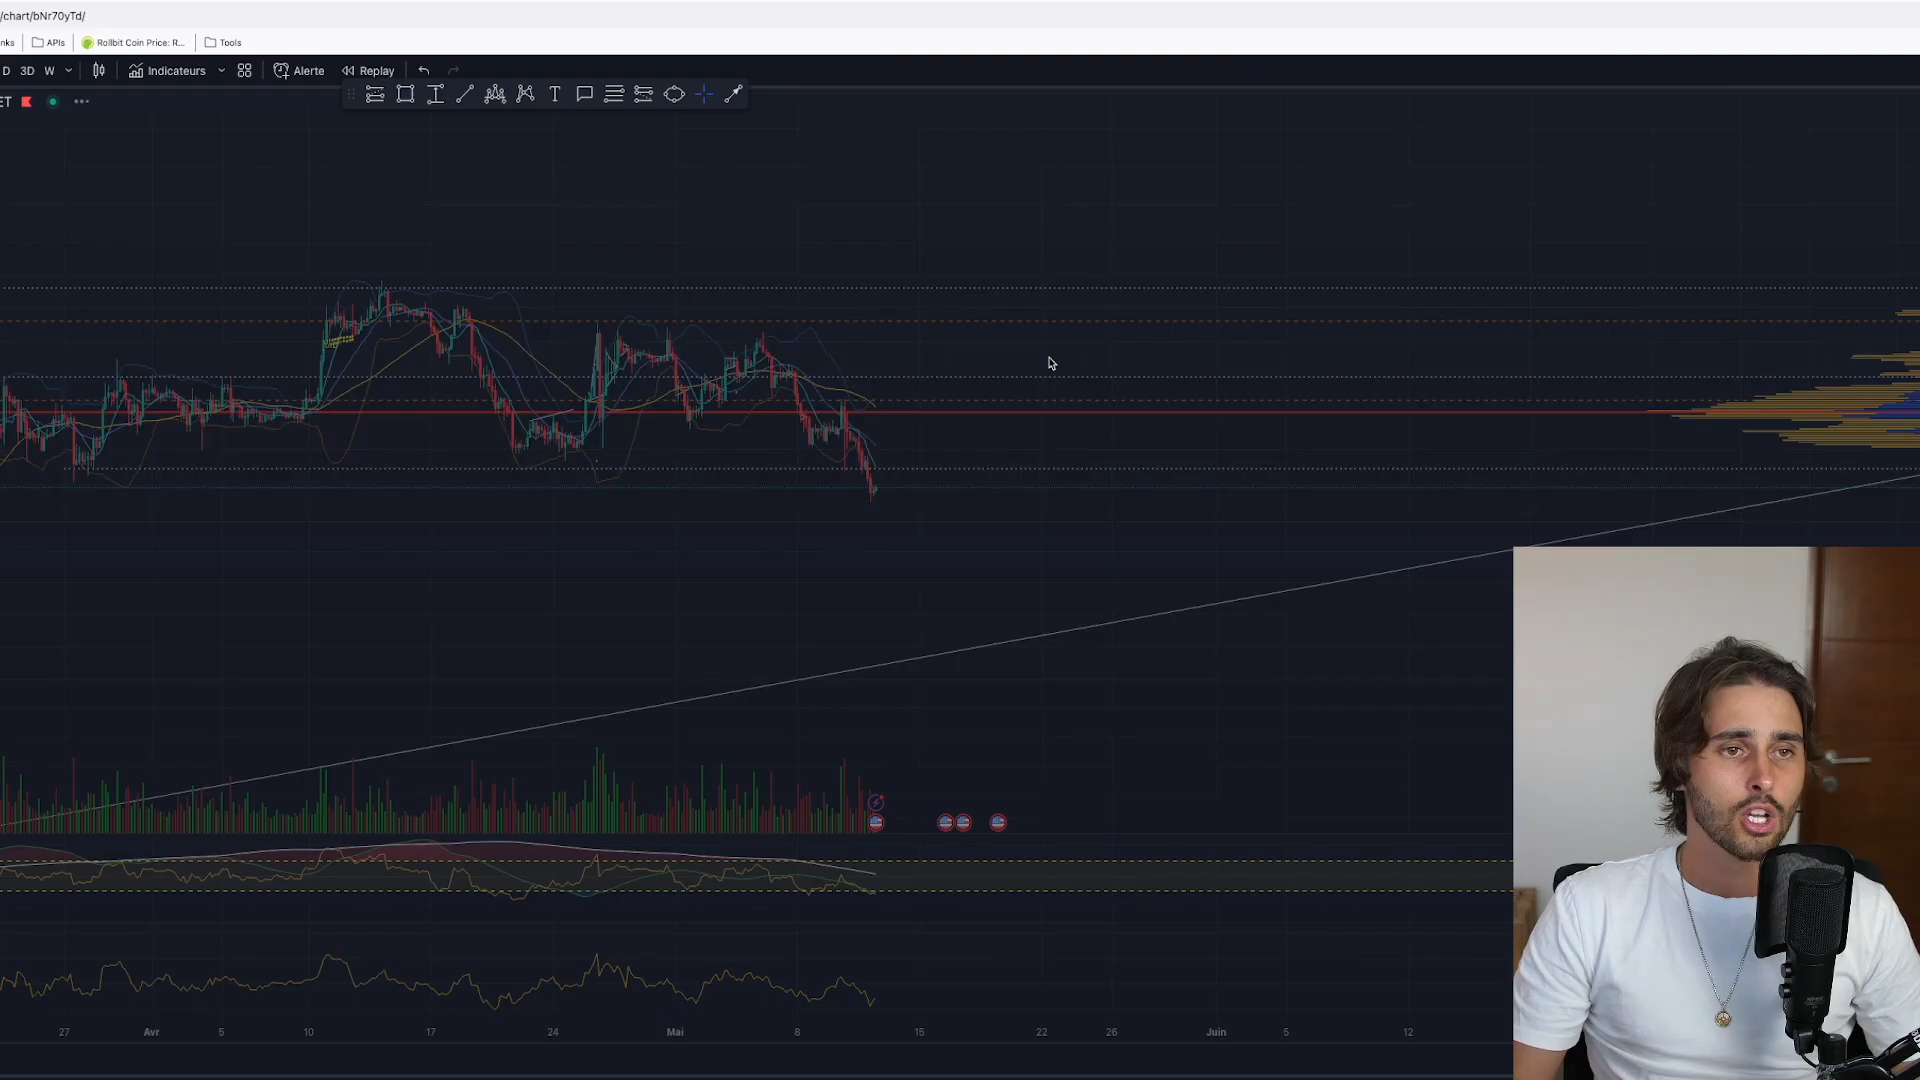 /chart/bNr70yTd/
nks APIs Rollbit Coin Price: R... Tools
D 3D W Indicateurs Alerte Replay
ET
27 Avr 5 10 17 24 Mai 8 15 22 26 Juin 5 12